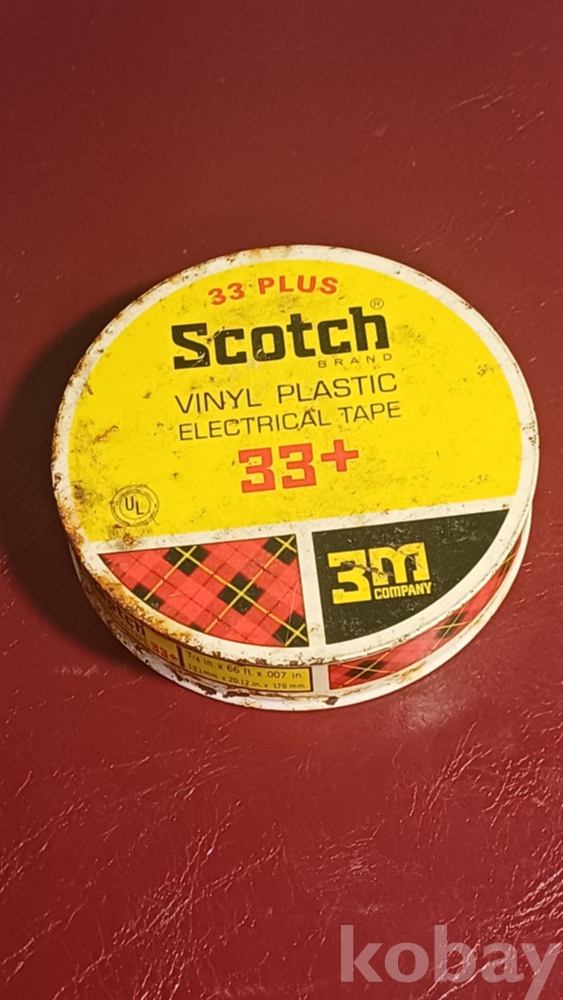 33 PLUS
Scotch®
BRAND
VINYL PLASTIC
ELECTRICAL TAPE
33+
UL
3M
COMPANY
33+
3/4 in. x 66 ft. x .007 in.
kobay